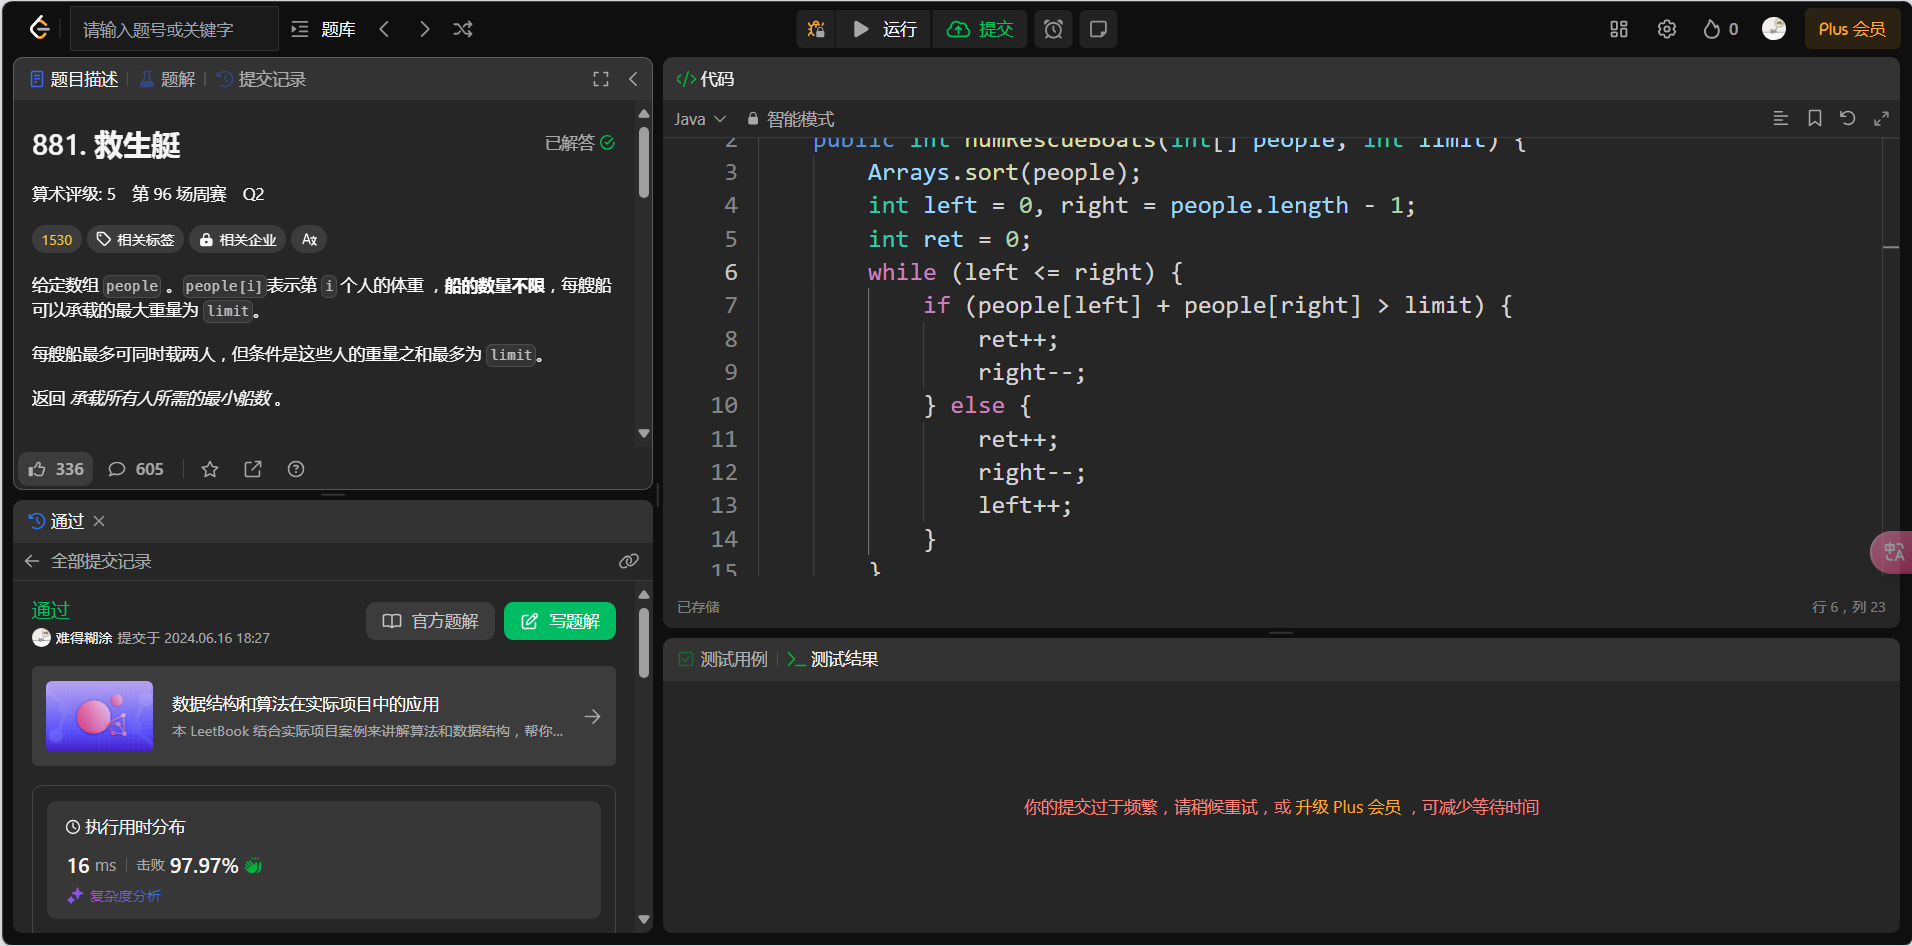 请输入题号或关键字
题库
运行
提交
0
Plus 会员
题目描述
题解
提交记录
881. 救生艇
已解答
算术评级: 5 第 96 场周赛 Q2
1530
相关标签
相关企业
给定数组 people 。people[i]表示第 i 个人的体重 ，船的数量不限，每艘船
可以承载的最大重量为 limit。
每艘船最多可同时载两人，但条件是这些人的重量之和最多为 limit。
返回 承载所有人所需的最小船数 。
336
605
通过
全部提交记录
通过
官方题解
写题解
难得糊涂 提交于 2024.06.16 18:27
数据结构和算法在实际项目中的应用
本 LeetBook 结合实际项目案例来讲解算法和数据结构，帮你...
执行用时分布
16 ms
击败 97.97%
复杂度分析
代码
Java
智能模式
2 public int numRescueBoats(int[] people, int limit) {
3 Arrays.sort(people);
4 int left = 0, right = people.length - 1;
5 int ret = 0;
6 while (left <= right) {
7 if (people[left] + people[right] > limit) {
8 ret++;
9 right--;
10 } else {
11 ret++;
12 right--;
13 left++;
14 }
15 }
已存储
行 6，列 23
测试用例
测试结果
你的提交过于频繁，请稍候重试，或 升级 Plus 会员 ，可减少等待时间